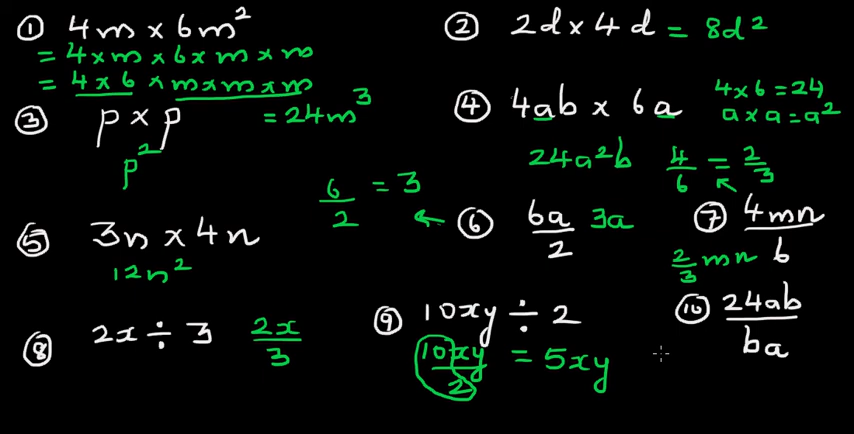 ① 4m × 6m²
= 4 × m × 6 × m × m
= 4 × 6 × m × m × m
= 24m³
② 2d × 4d = 8d²
③ p × p
p²
④ 4ab × 6a
4 × 6 = 24
a × a = a²
24a²b
4/6 = 2/3
⑤ 3n × 4n
12n²
6/2 = 3 ←
⑥ 6a/2 3a
⑦ 4mn/6
2/3 mn
⑧ 2x ÷ 3 2x/3
⑨ 10xy ÷ 2
10xy/2 = 5xy
⑩ 24ab/6a